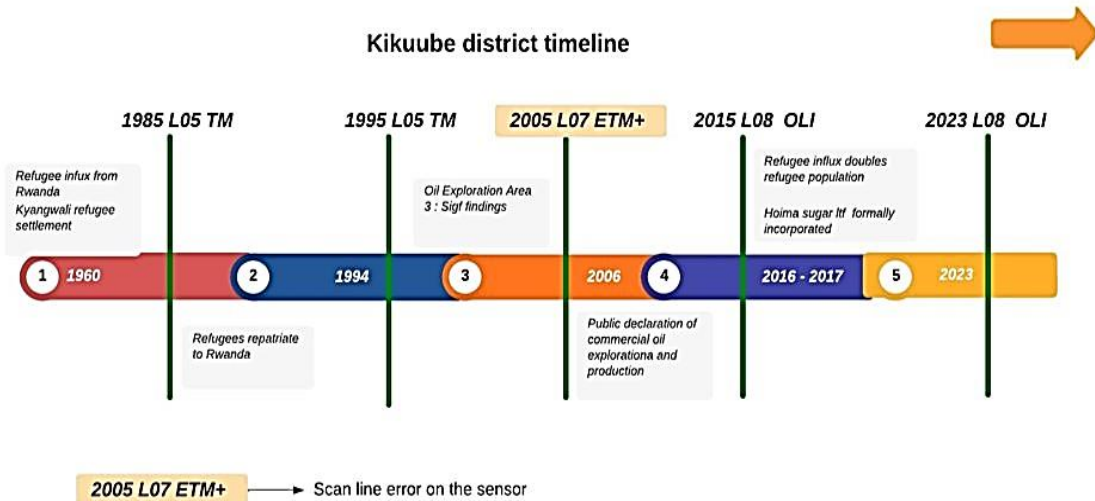 Kikuube district timeline
1985 L05 TM
1995 L05 TM
2005 L07 ETM+
2015 L08 OLI
2023 L08 OLI
Refugee infux from
Rwanda
Kyangwali refugee
settlement
Oil Exploration Area
3 : Sigf findings
Refugee influx doubles
refugee population
Hoima sugar ltf formally
incorporated
1 1960
2 1994
3 2006
4 2016 - 2017
5 2023
Refugees repatriate
to Rwanda
Public declaration of
commercial oil
explorationa and
production
2005 L07 ETM+ Scan line error on the sensor